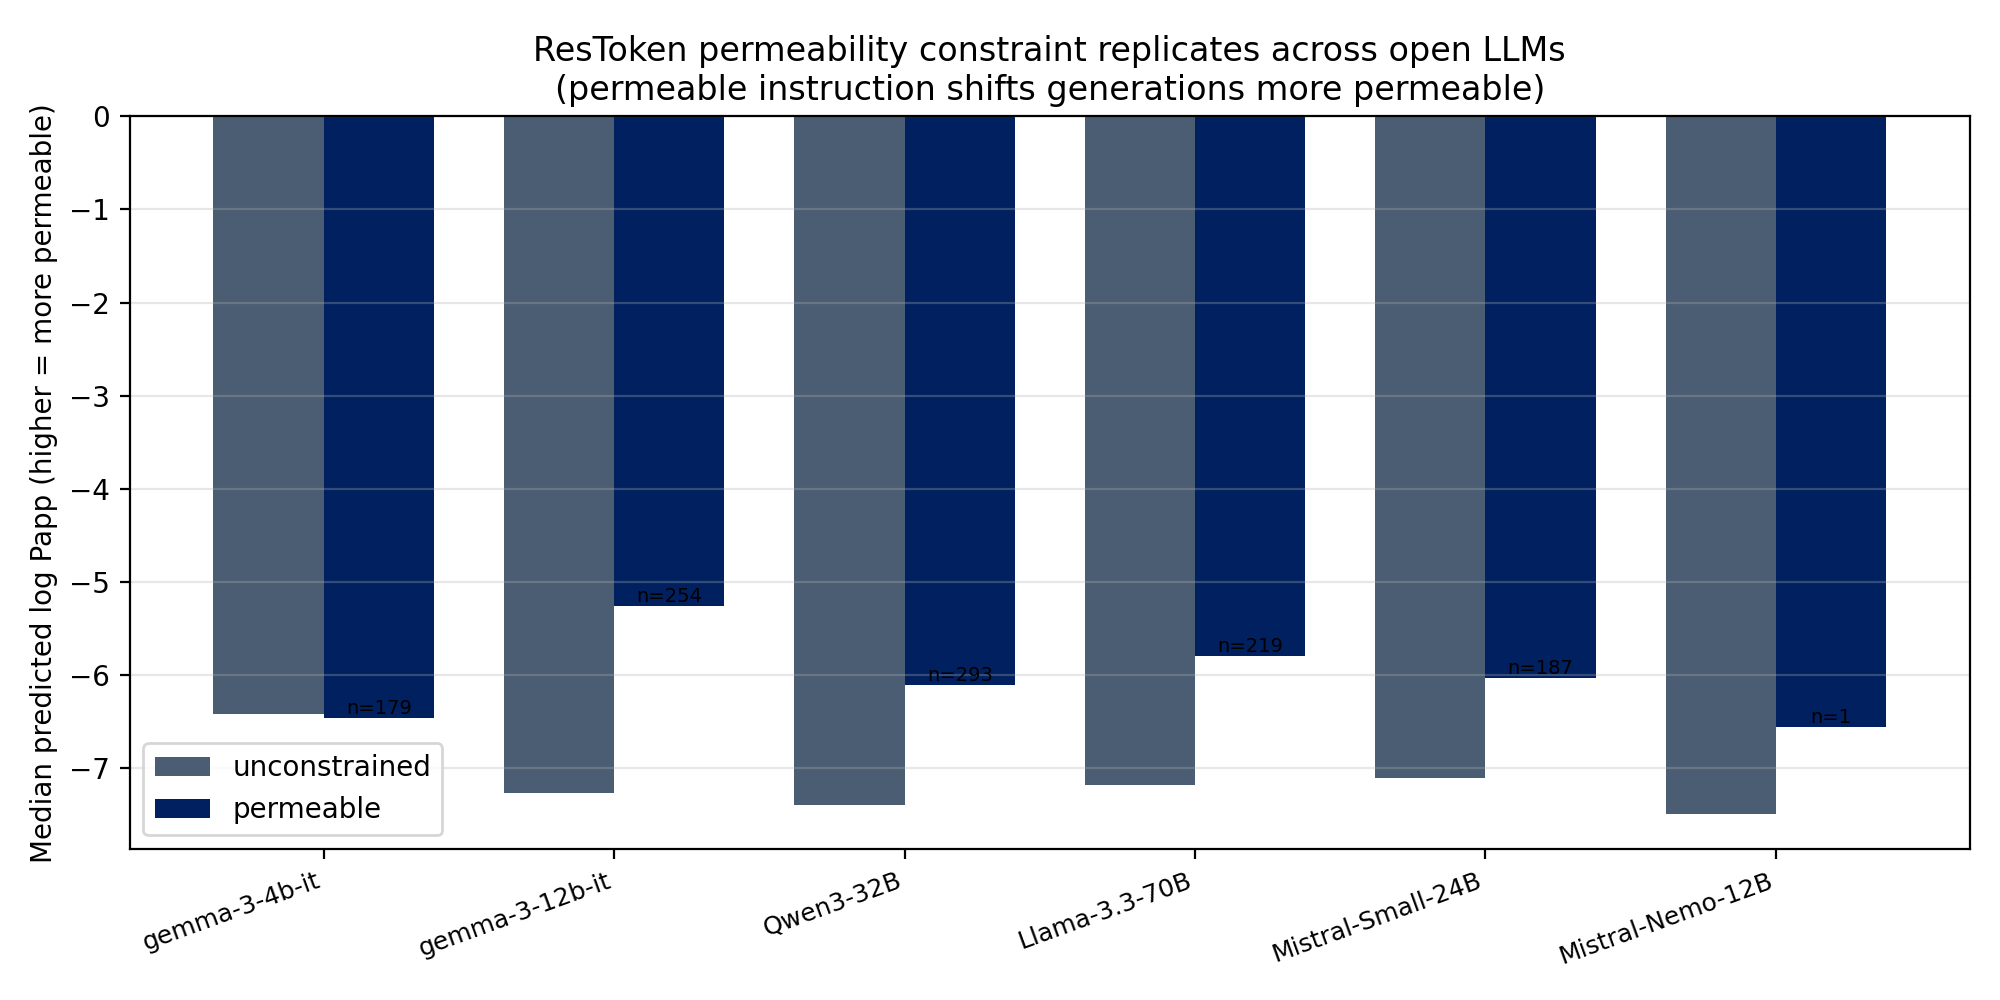 ResToken permeability constraint replicates across open LLMs
(permeable instruction shifts generations more permeable)
Median predicted log Papp (higher = more permeable)
0
−1
−2
−3
−4
−5
−6
−7
n=179
n=254
n=293
n=219
n=187
n=1
unconstrained
permeable
gemma-3-4b-it
gemma-3-12b-it
Qwen3-32B
Llama-3.3-70B
Mistral-Small-24B
Mistral-Nemo-12B